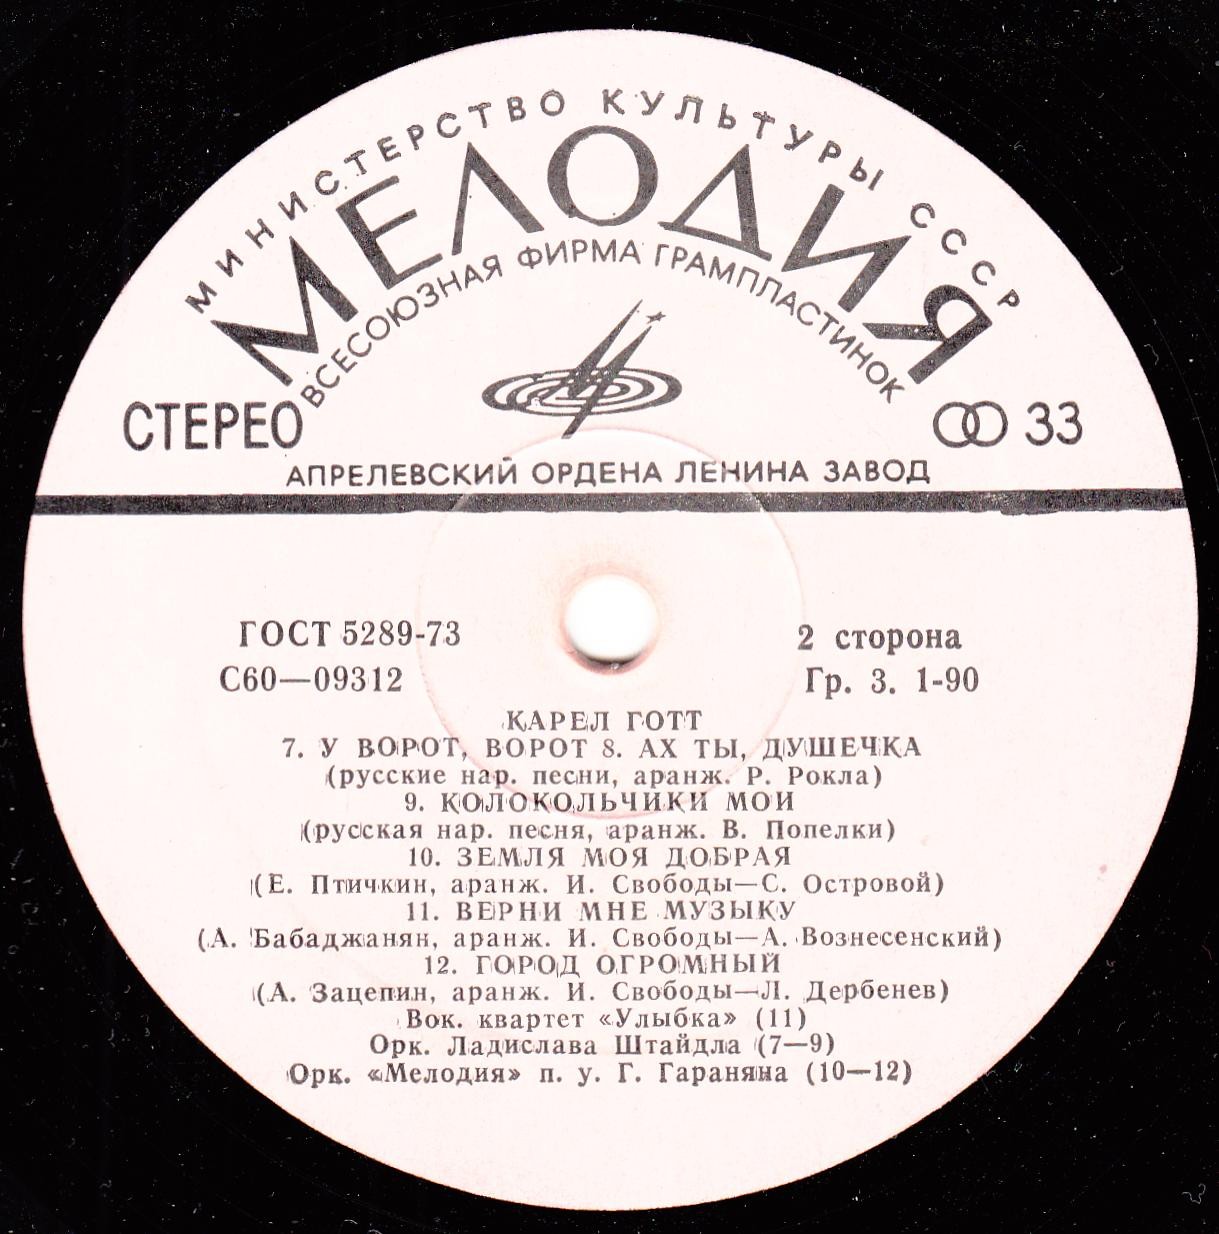 МИНИСТЕРСТВО КУЛЬТУРЫ СССР
МЕЛОДИЯ
ВСЕСОЮЗНАЯ ФИРМА ГРАМПЛАСТИНОК
СТЕРЕО 33
АПРЕЛЕВСКИЙ ОРДЕНА ЛЕНИНА ЗАВОД
ГОСТ 5289-73 2 сторона
С60—09312 Гр. 3. 1-90
КАРЕЛ ГОТТ
7. У ВОРОТ, ВОРОТ 8. АХ ТЫ, ДУШЕЧКА
(русские нар. песни, аранж. Р. Рокла)
9. КОЛОКОЛЬЧИКИ МОИ
(русская нар. песня, аранж. В. Попелки)
10. ЗЕМЛЯ МОЯ ДОБРАЯ
(Е. Птичкин, аранж. И. Свободы—С. Островой)
11. ВЕРНИ МНЕ МУЗЫКУ
(А. Бабаджанян, аранж. И. Свободы—А. Вознесенский)
12. ГОРОД ОГРОМНЫЙ
(А. Зацепин, аранж. И. Свободы—Л. Дербенев)
Вок. квартет «Улыбка» (11)
Орк. Ладислава Штайдла (7—9)
Орк. «Мелодия» п. у. Г. Гараняна (10—12)